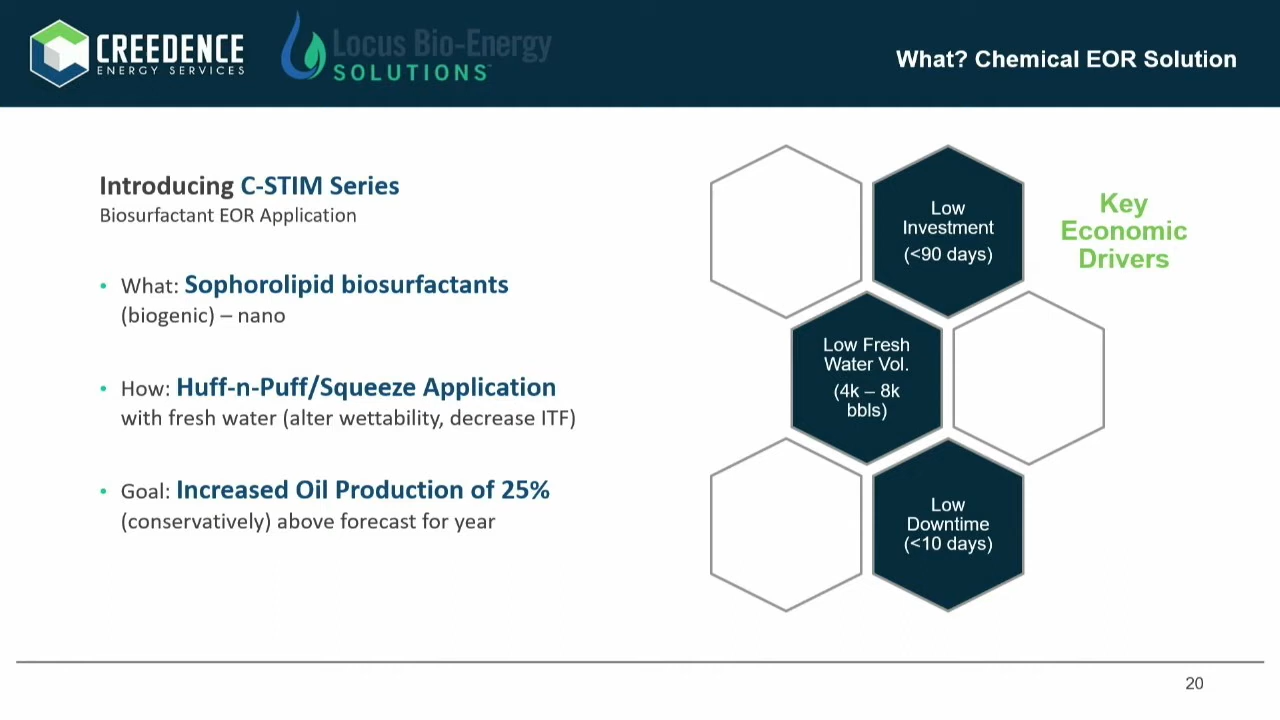 CREEDENCE
ENERGY SERVICES
Locus Bio-Energy
SOLUTIONS
What? Chemical EOR Solution
Introducing C-STIM Series
Biosurfactant EOR Application
• What: Sophorolipid biosurfactants
(biogenic) – nano
• How: Huff-n-Puff/Squeeze Application
with fresh water (alter wettability, decrease ITF)
• Goal: Increased Oil Production of 25%
(conservatively) above forecast for year
Low
Investment
(<90 days)
Key
Economic
Drivers
Low Fresh
Water Vol.
(4k – 8k
bbls)
Low
Downtime
(<10 days)
20